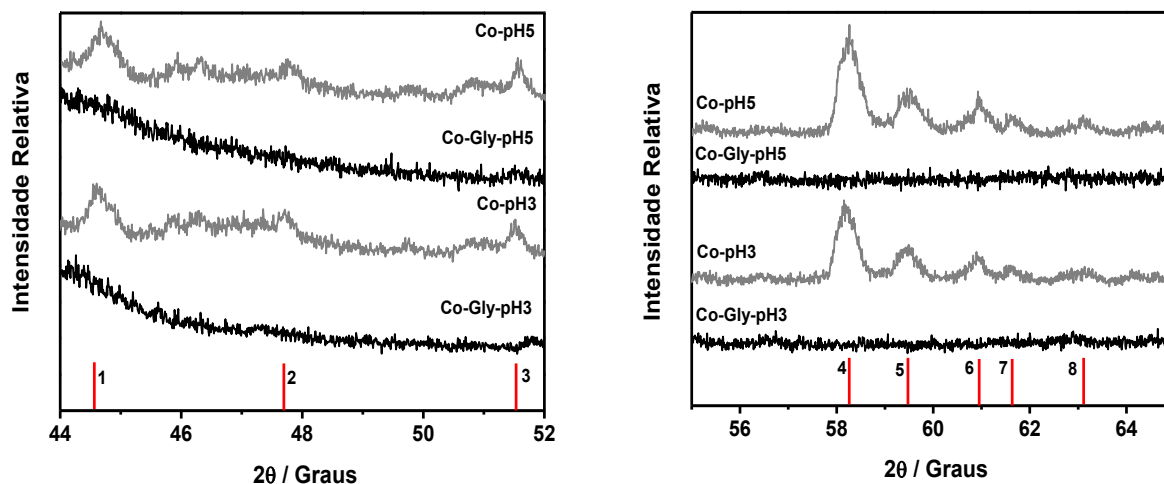 Intensidade Relativa
Co-pH5
Co-Gly-pH5
Co-pH3
Co-Gly-pH3
1
2
3
44
46
48
50
52
2θ / Graus
Intensidade Relativa
Co-pH5
Co-Gly-pH5
Co-pH3
Co-Gly-pH3
4
5
6
7
8
56
58
60
62
64
2θ / Graus